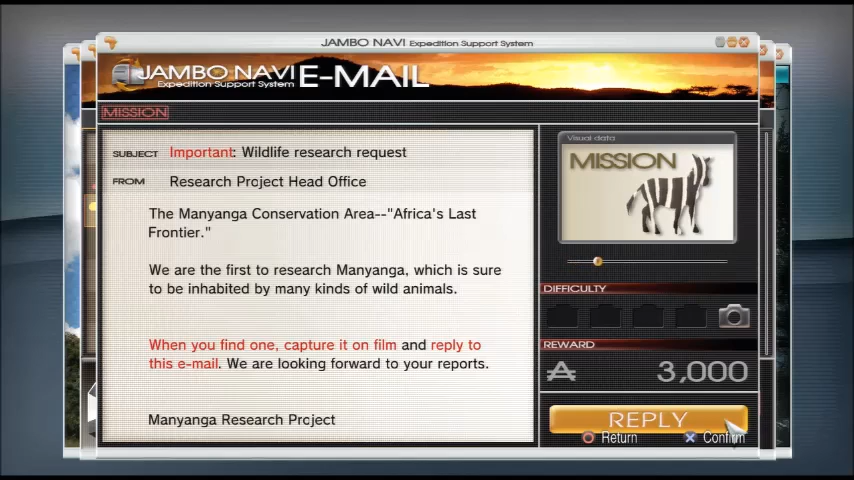 JAMBO NAVI Expedition Support System
JAMBO NAVI E-MAIL
Expedition Support System
MISSION
SUBJECT Important: Wildlife research request
FROM Research Project Head Office
The Manyanga Conservation Area--"Africa's Last
Frontier."
We are the first to research Manyanga, which is sure
to be inhabited by many kinds of wild animals.
When you find one, capture it on film and reply to
this e-mail. We are looking forward to your reports.
Manyanga Research Project
Visual data
MISSION
DIFFICULTY
REWARD
3,000
REPLY
Return Confirm